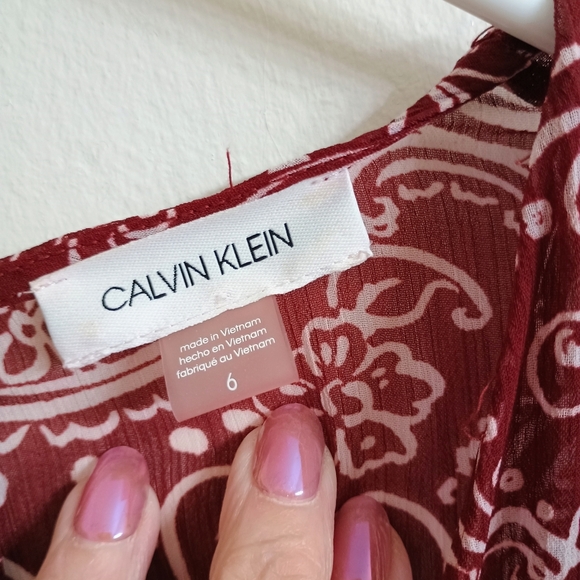 CALVIN KLEIN
made in Vietnam
hecho en Vietnam
fabriqué au Vietnam
6